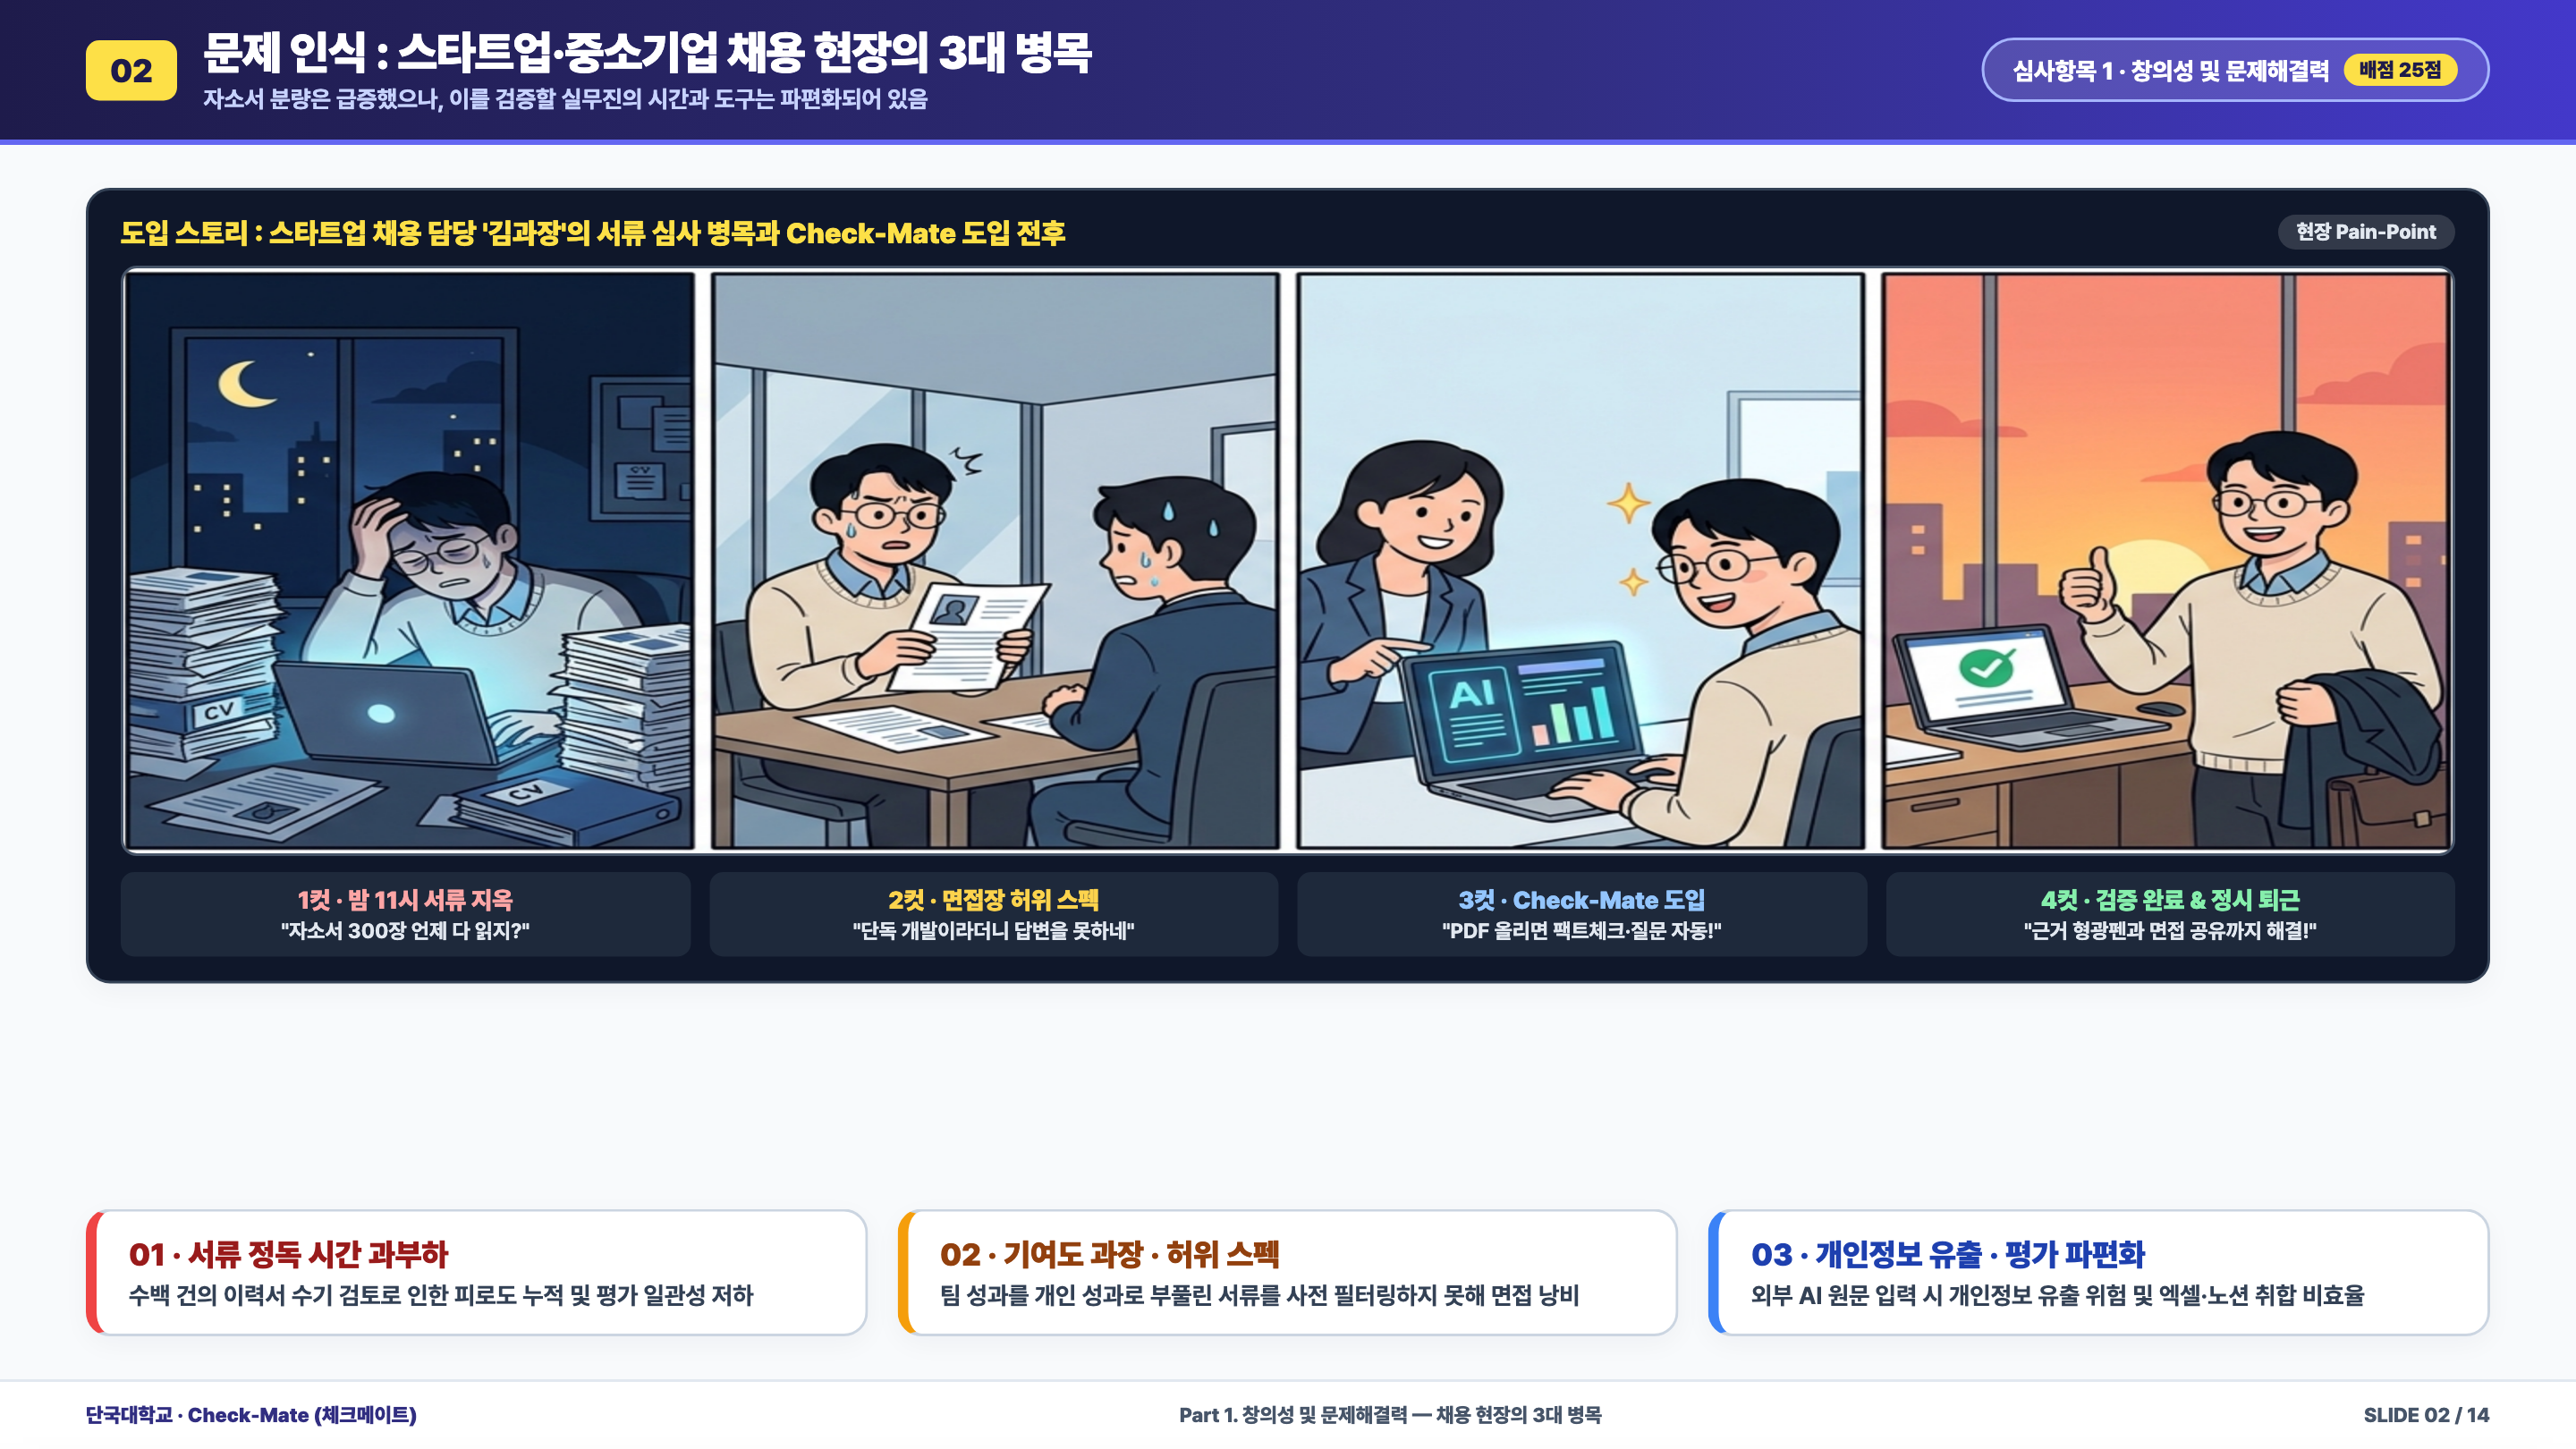 02
문제 인식 : 스타트업·중소기업 채용 현장의 3대 병목
자소서 분량은 급증했으나, 이를 검증할 실무진의 시간과 도구는 파편화되어 있음
심사항목 1 · 창의성 및 문제해결력 배점 25점
도입 스토리 : 스타트업 채용 담당 '김과장'의 서류 심사 병목과 Check-Mate 도입 전후
현장 Pain-Point
CV
CV
CV
AI
1컷 · 밤 11시 서류 지옥
"자소서 300장 언제 다 읽지?"
2컷 · 면접장 허위 스펙
"단독 개발이라더니 답변을 못하네"
3컷 · Check-Mate 도입
"PDF 올리면 팩트체크·질문 자동!"
4컷 · 검증 완료 & 정시 퇴근
"근거 형광펜과 면접 공유까지 해결!"
01 · 서류 정독 시간 과부하
수백 건의 이력서 수기 검토로 인한 피로도 누적 및 평가 일관성 저하
02 · 기여도 과장 · 허위 스펙
팀 성과를 개인 성과로 부풀린 서류를 사전 필터링하지 못해 면접 낭비
03 · 개인정보 유출 · 평가 파편화
외부 AI 원문 입력 시 개인정보 유출 위험 및 엑셀·노션 취합 비효율
단국대학교 · Check-Mate (체크메이트)
Part 1. 창의성 및 문제해결력 — 채용 현장의 3대 병목
SLIDE 02 / 14